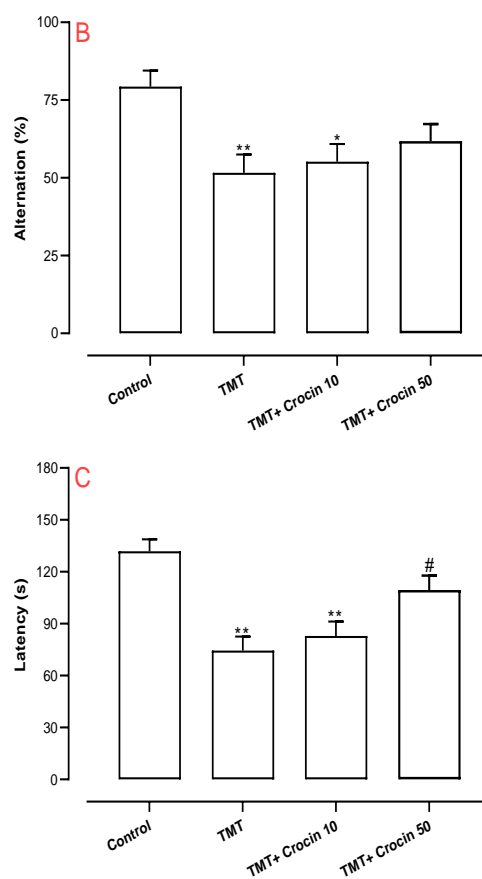 B
Alternation (%)
100
75
50
25
0
**
*
Control
TMT
TMT+ Crocin 10
TMT+ Crocin 50
C
Latency (s)
180
150
120
90
60
30
0
**
**
#
Control
TMT
TMT+ Crocin 10
TMT+ Crocin 50